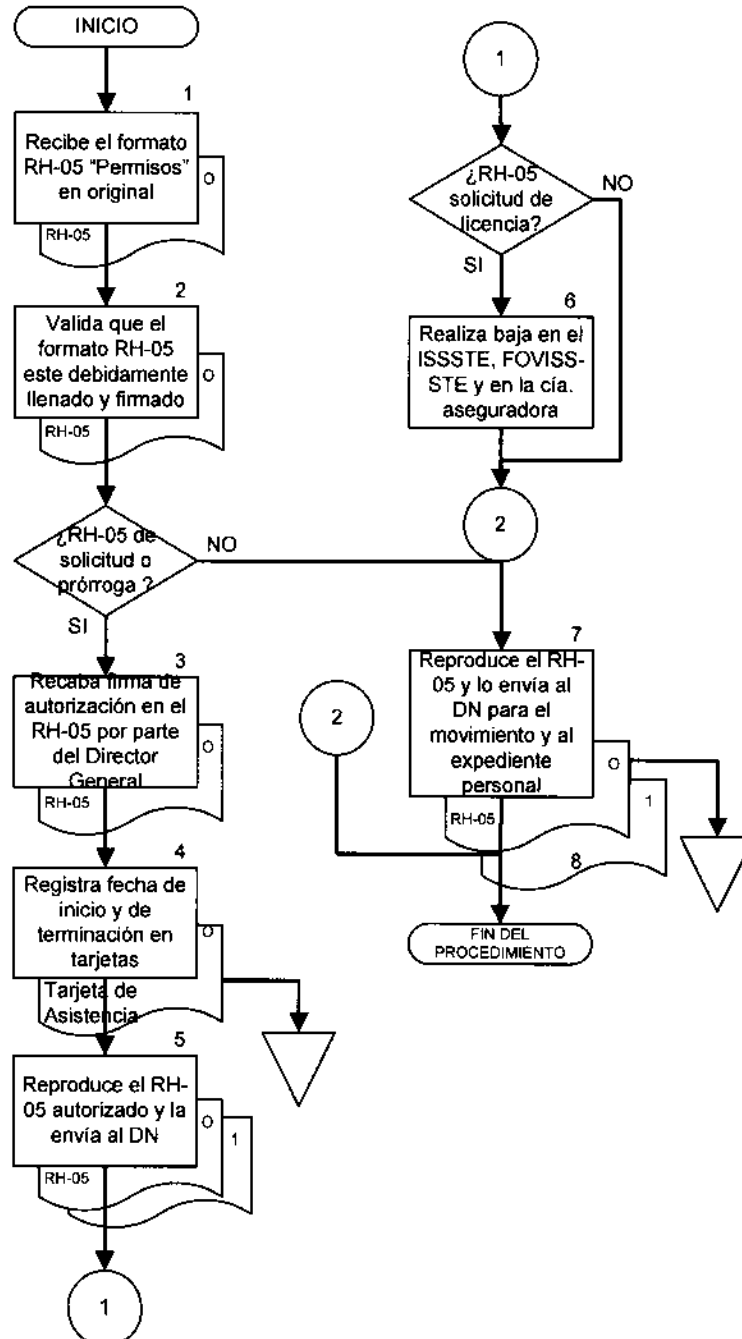 INICIO
1
Recibe el formato
RH-05 "Permisos"
en original
O
RH-05
2
Valida que el
formato RH-05
este debidamente
llenado y firmado
O
RH-05
¿RH-05 de
solicitud o
prórroga ?
NO
SI
3
Recaba firma de
autorización en el
RH-05 por parte
del Director
General
O
RH-05
4
Registra fecha de
inicio y de
terminación en
tarjetas
O
Tarjeta de
Asistencia
5
Reproduce el RH-
05 autorizado y la
envía al DN
O
1
RH-05
1
1
¿RH-05
solicitud de
licencia?
NO
SI
6
Realiza baja en el
ISSSTE, FOVISS-
STE y en la cía.
aseguradora
2
7
Reproduce el RH-
05 y lo envía al
DN para el
movimiento y al
expediente
personal
O
1
RH-05
2
8
FIN DEL
PROCEDIMIENTO